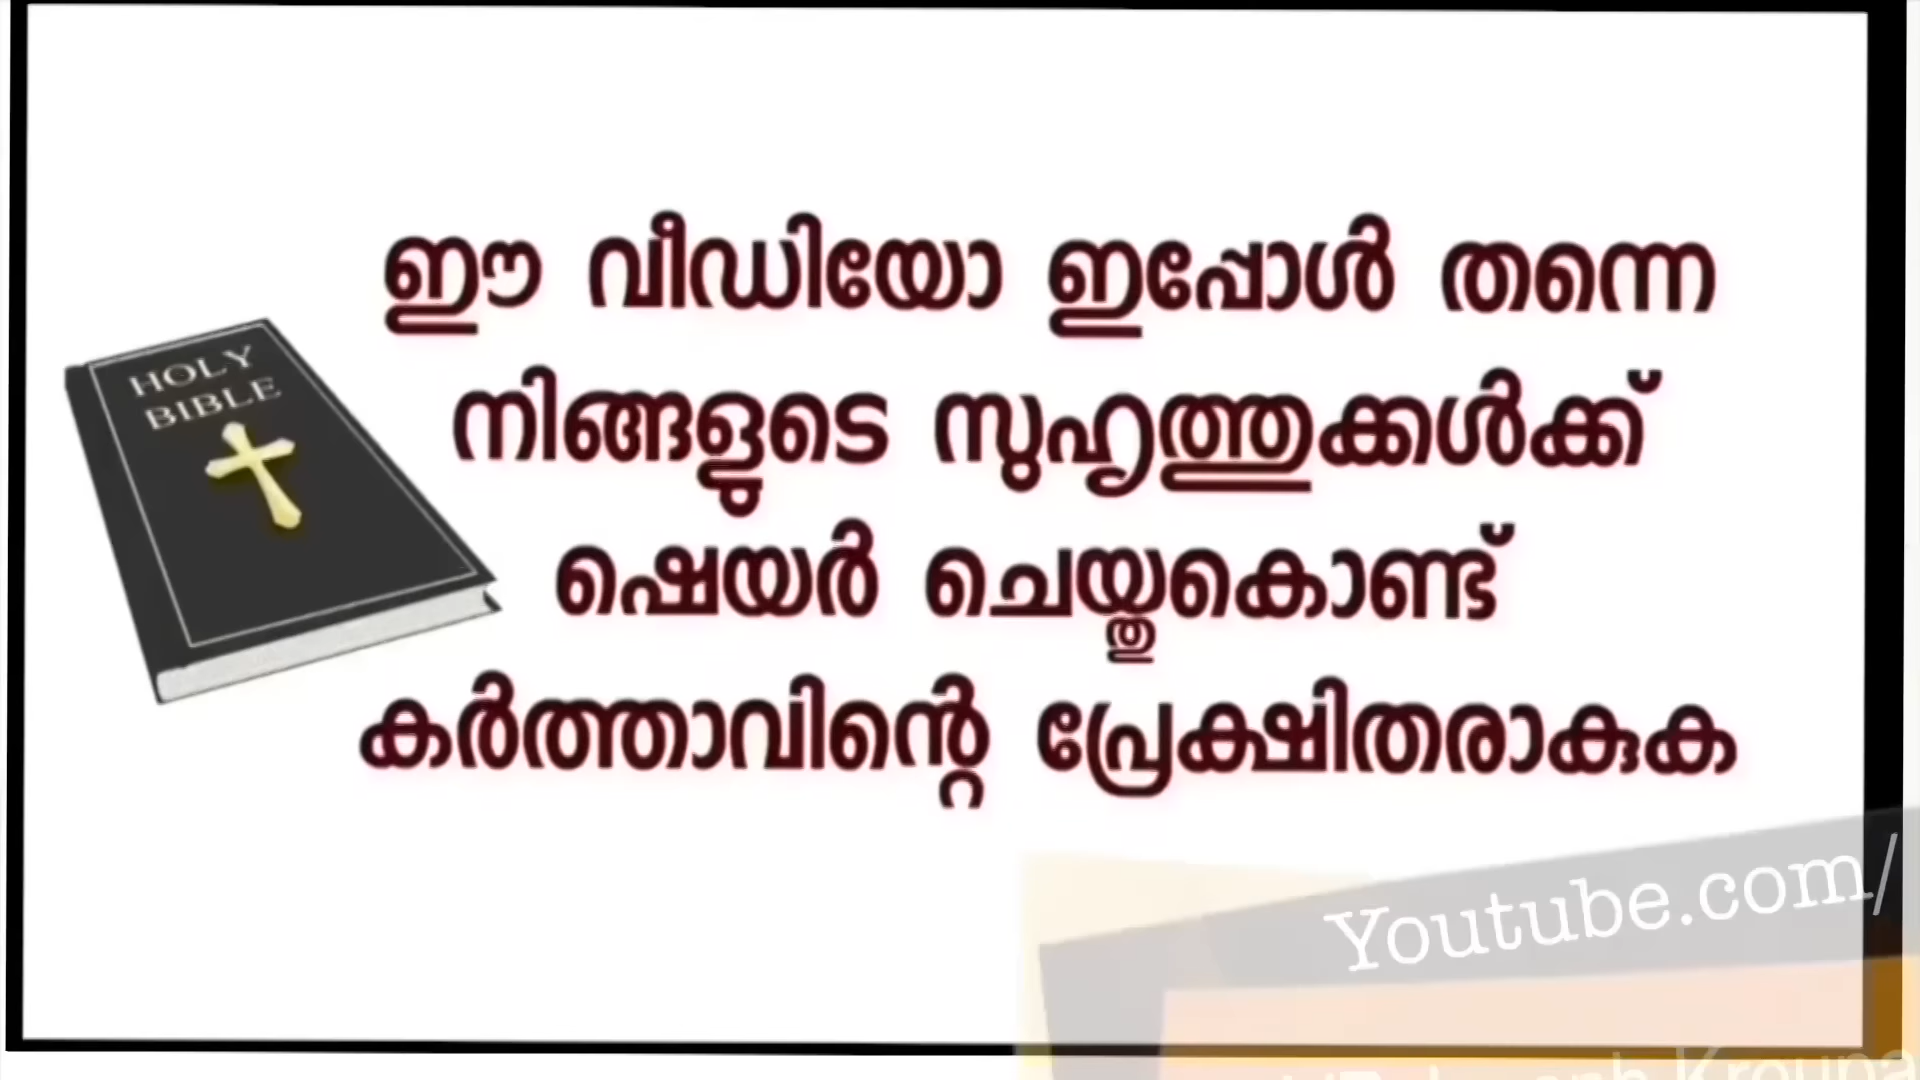 HOLY
BIBLE
ഈ വീഡിയോ ഇപ്പോൾ തന്നെ
നിങ്ങളുടെ സുഹൃത്തുക്കൾക്ക്
ഷെയർ ചെയ്തുകൊണ്ട്
കർത്താവിന്റെ പ്രേക്ഷിതരാകുക
Youtube.com/